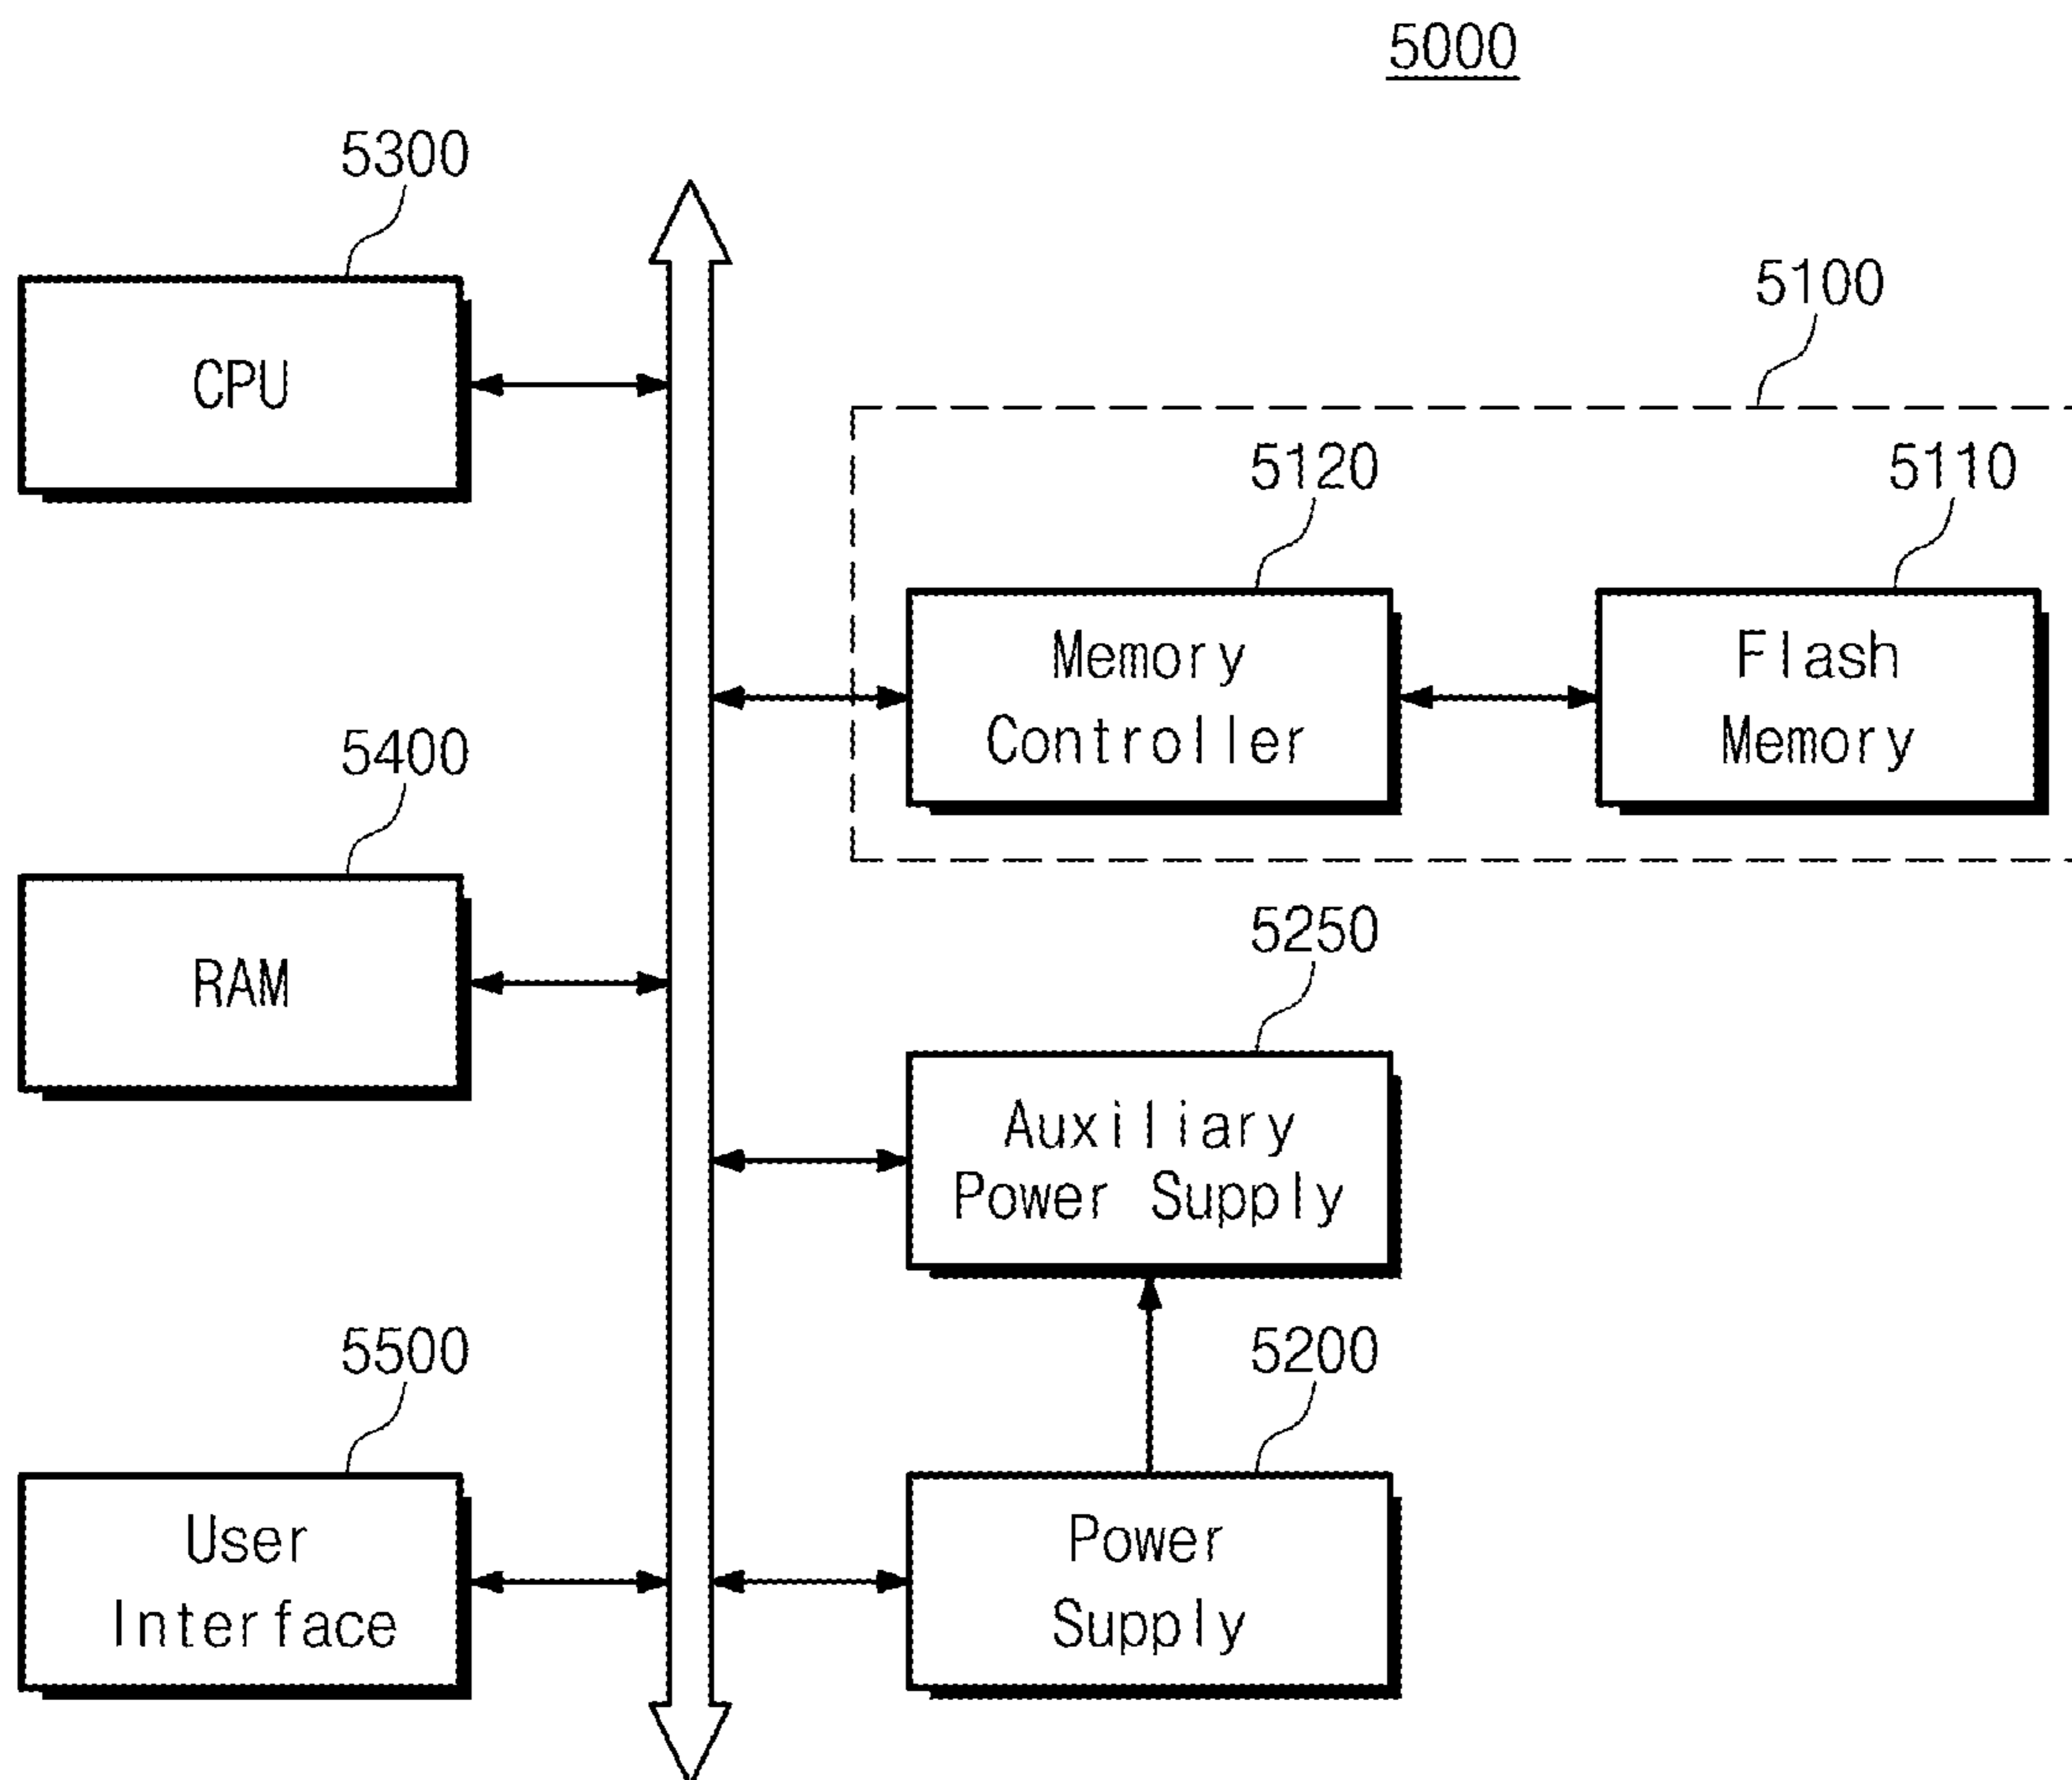 5000
5300
CPU
5100
5120
5110
Memory
Controller
Flash
Memory
5400
RAM
5250
Auxiliary
Power Supply
5500
User
Interface
5200
Power
Supply